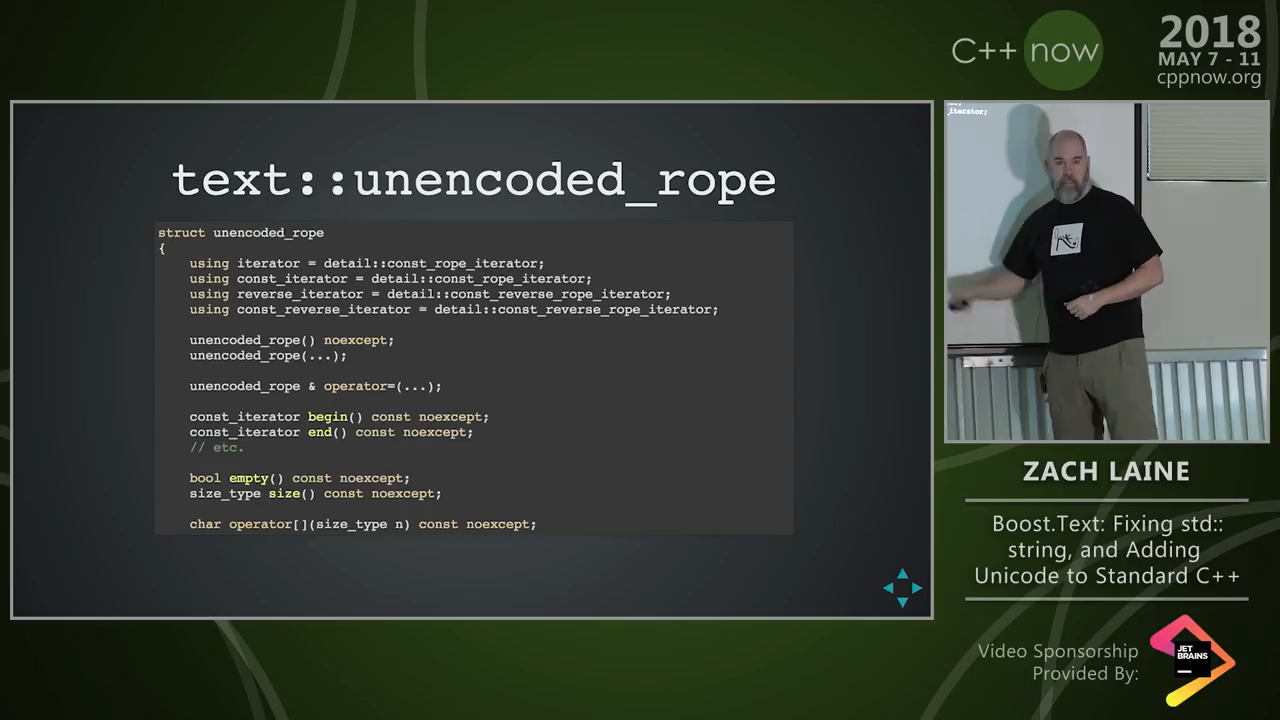 C++ now
2018
MAY 7 - 11
cppnow.org
text::unencoded_rope
struct unencoded_rope
{
    using iterator = detail::const_rope_iterator;
    using const_iterator = detail::const_rope_iterator;
    using reverse_iterator = detail::const_reverse_rope_iterator;
    using const_reverse_iterator = detail::const_reverse_rope_iterator;
    unencoded_rope() noexcept;
    unencoded_rope(...);
    unencoded_rope & operator=(...);
    const_iterator begin() const noexcept;
    const_iterator end() const noexcept;
    // etc.
    bool empty() const noexcept;
    size_type size() const noexcept;
    char operator[](size_type n) const noexcept;
_iterator;
ZACH LAINE
Boost.Text: Fixing std::
string, and Adding
Unicode to Standard C++
Video Sponsorship
Provided By:
JET
BRAINS